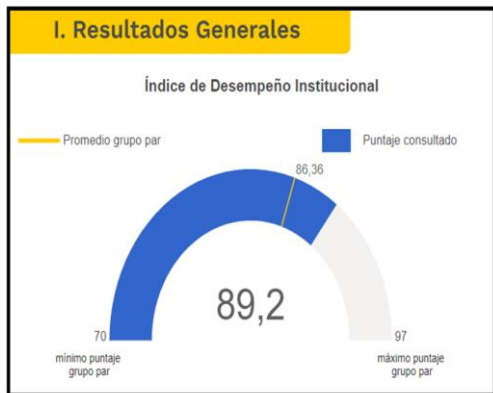 I. Resultados Generales
Índice de Desempeño Institucional
Promedio grupo par
Puntaje consultado
86,36
89,2
70
97
mínimo puntaje
grupo par
máximo puntaje
grupo par